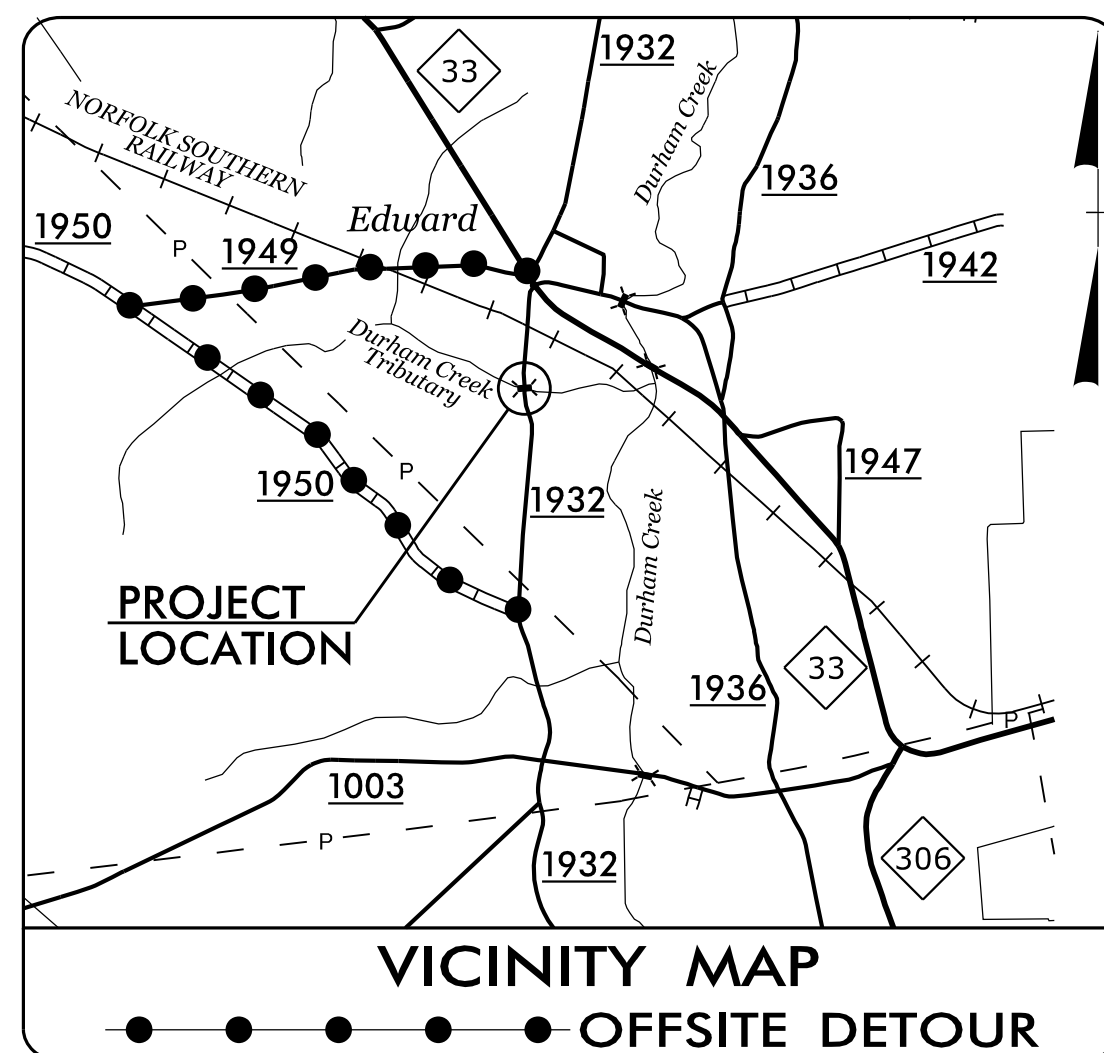 1932
33
Durham Creek
NORFOLK SOUTHERN
RAILWAY
1936
1950
P
1949
Edward
1942
Durham Creek
Tributary
P
1950
1947
1932
Durham Creek
PROJECT
LOCATION
1936
33
P
1003
P
1932
306
VICINITY MAP
OFFSITE DETOUR